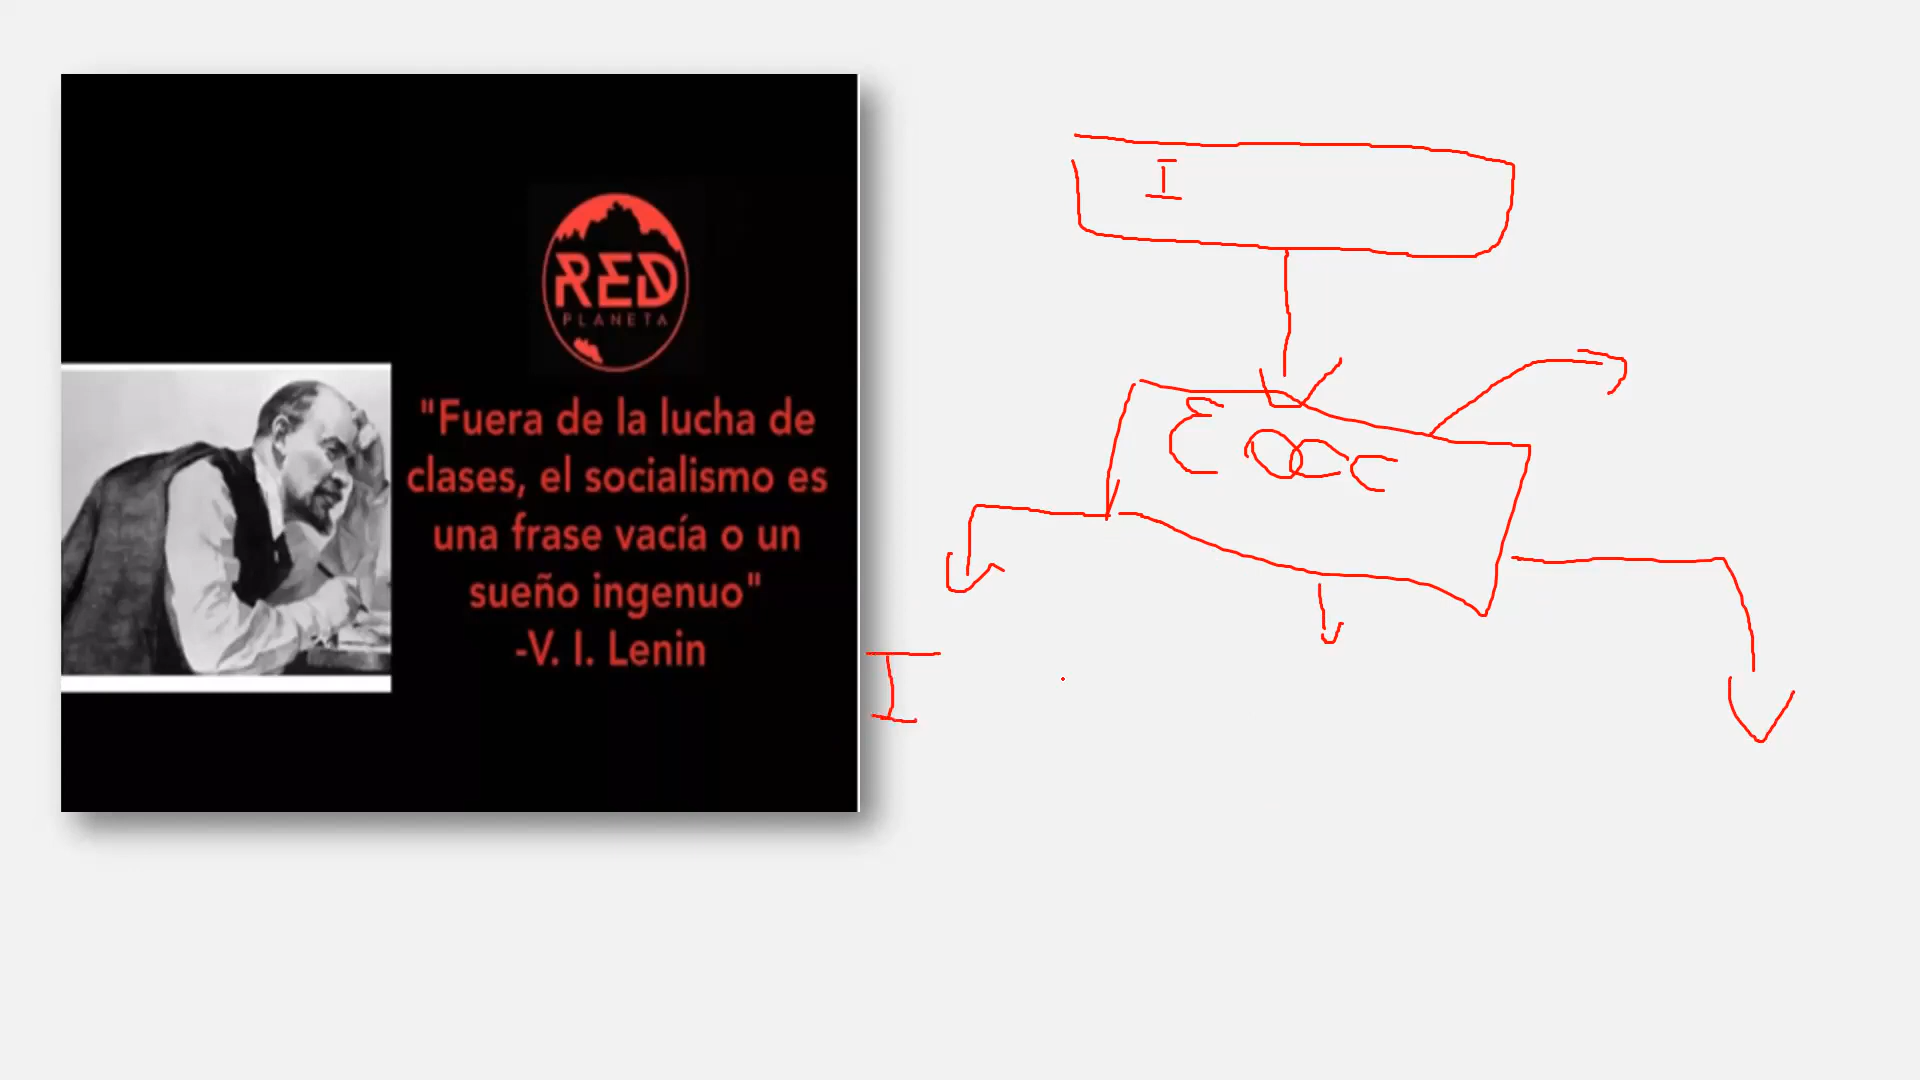 RED
PLANETA
"Fuera de la lucha de
clases, el socialismo es
una frase vacía o un
sueño ingenuo"
-V. I. Lenin
I
I